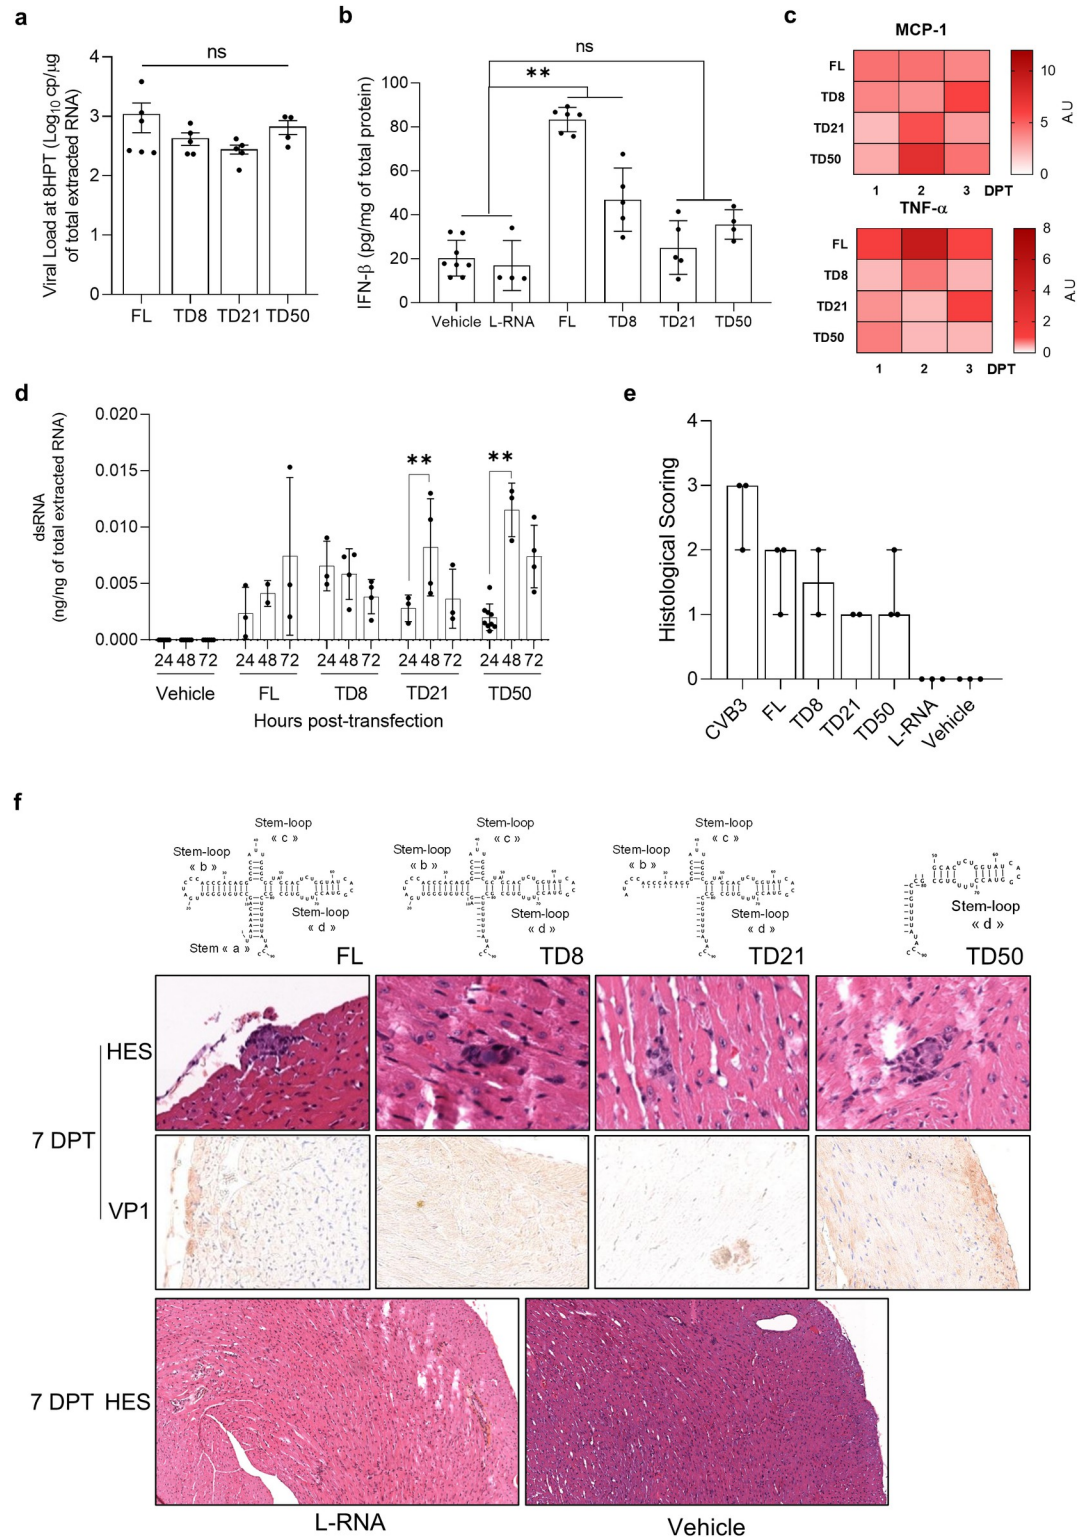 a
Viral Load at 8HPT (Log10 cp/µg
of total extracted RNA)
4
3
2
1
0
ns
FL TD8 TD21 TD50
b
IFN-β (pg/mg of total protein)
100
80
60
40
20
0
ns
**
Vehicle L-RNA FL TD8 TD21 TD50
c
MCP-1
FL
TD8
TD21
TD50
1 2 3 DPT
10
5
0
A.U
TNF-α
FL
TD8
TD21
TD50
1 2 3 DPT
8
6
4
2
0
A.U
d
dsRNA
(ng/ng of total extracted RNA)
0.020
0.015
0.010
0.005
0.000
** **
24 48 72 24 48 72 24 48 72 24 48 72 24 48 72
Vehicle FL TD8 TD21 TD50
Hours post-transfection
e
Histological Scoring
4
3
2
1
0
CVB3 FL TD8 TD21 TD50 L-RNA Vehicle
f
Stem-loop
« b »
Stem-loop
« c »
Stem-loop
« d »
Stem « a »
FL
Stem-loop
« b »
Stem-loop
« c »
Stem-loop
« d »
TD8
Stem-loop
« b »
Stem-loop
« c »
Stem-loop
« d »
TD21
Stem-loop
« d »
TD50
7 DPT
HES
VP1
7 DPT HES
L-RNA
Vehicle